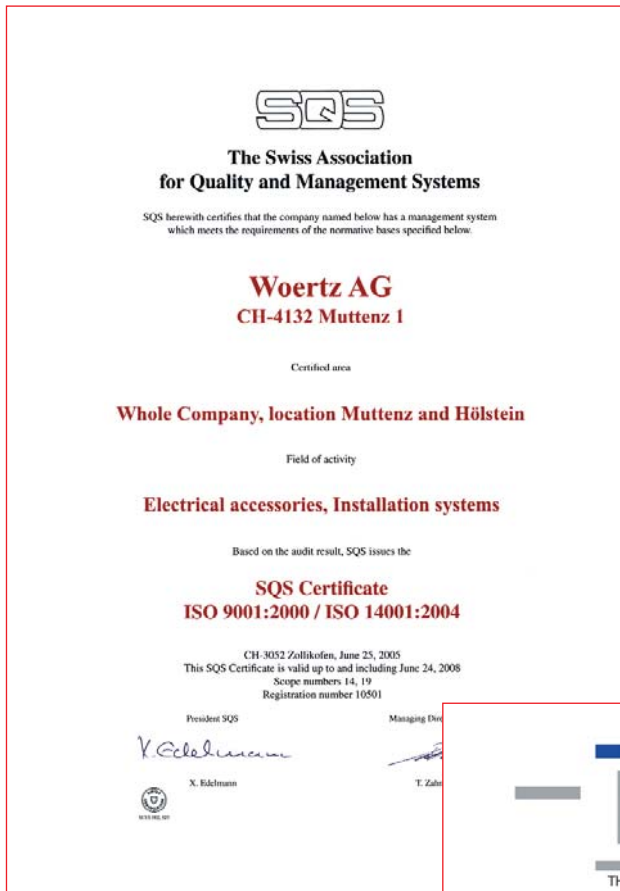 SQS
The Swiss Association
for Quality and Management Systems
SQS herewith certifies that the company named below has a management system
which meets the requirements of the normative bases specified below.
Woertz AG
CH-4132 Muttenz 1
Certified area
Whole Company, location Muttenz and Hölstein
Field of activity
Electrical accessories, Installation systems
Based on the audit result, SQS issues the
SQS Certificate
ISO 9001:2000 / ISO 14001:2004
CH-3052 Zollikofen, June 25, 2005
This SQS Certificate is valid up to and including June 24, 2008
Scope numbers 14, 19
Registration number 10501
President SQS Managing
X. Edelmann
X. Edelmann T.